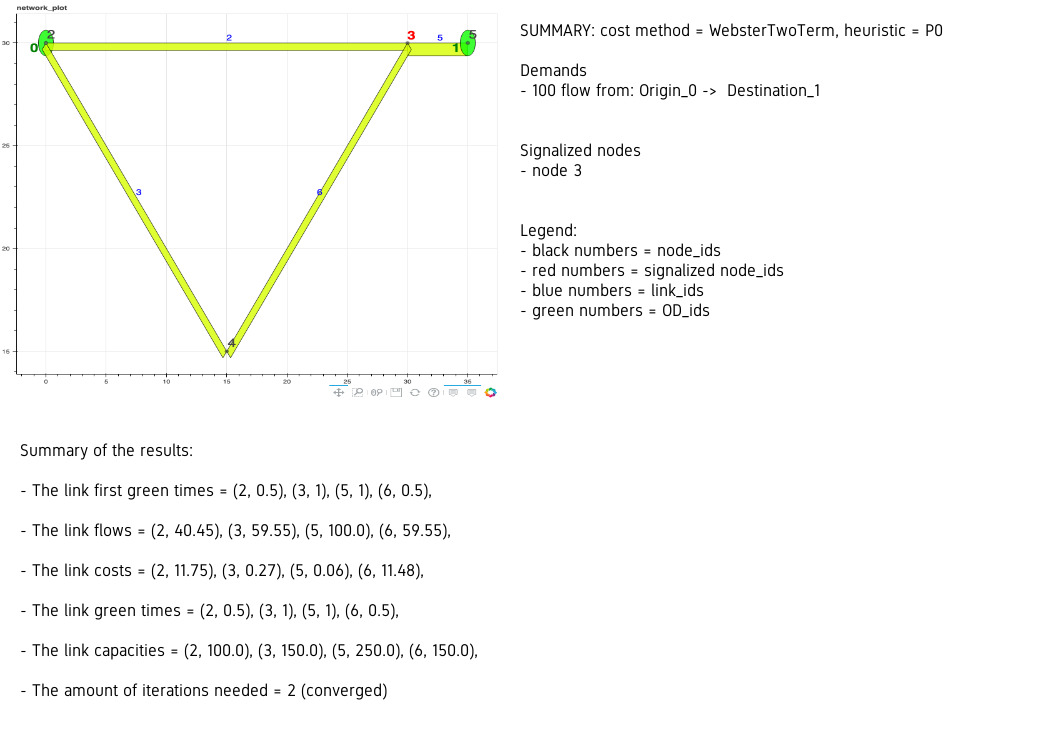 network_plot
SUMMARY: cost method = WebsterTwoTerm, heuristic = P0
Demands
- 100 flow from: Origin_0 -> Destination_1
Signalized nodes
- node 3
Legend:
- black numbers = node_ids
- red numbers = signalized node_ids
- blue numbers = link_ids
- green numbers = OD_ids
30
25
20
15
0
5
10
15
20
25
30
35
0
2
2
3
5
1
5
3
6
4
Summary of the results:
- The link first green times = (2, 0.5), (3, 1), (5, 1), (6, 0.5),
- The link flows = (2, 40.45), (3, 59.55), (5, 100.0), (6, 59.55),
- The link costs = (2, 11.75), (3, 0.27), (5, 0.06), (6, 11.48),
- The link green times = (2, 0.5), (3, 1), (5, 1), (6, 0.5),
- The link capacities = (2, 100.0), (3, 150.0), (5, 250.0), (6, 150.0),
- The amount of iterations needed = 2 (converged)